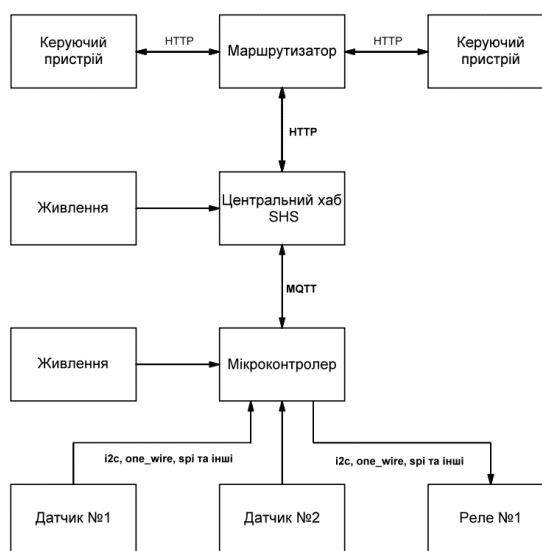 Керуючий
пристрій
HTTP
Маршрутизатор
HTTP
Керуючий
пристрій
HTTP
Живлення
Центральний хаб
SHS
MQTT
Живлення
Мікроконтролер
i2c, one_wire, spi та інші
i2c, one_wire, spi та інші
Датчик №1
Датчик №2
Реле №1